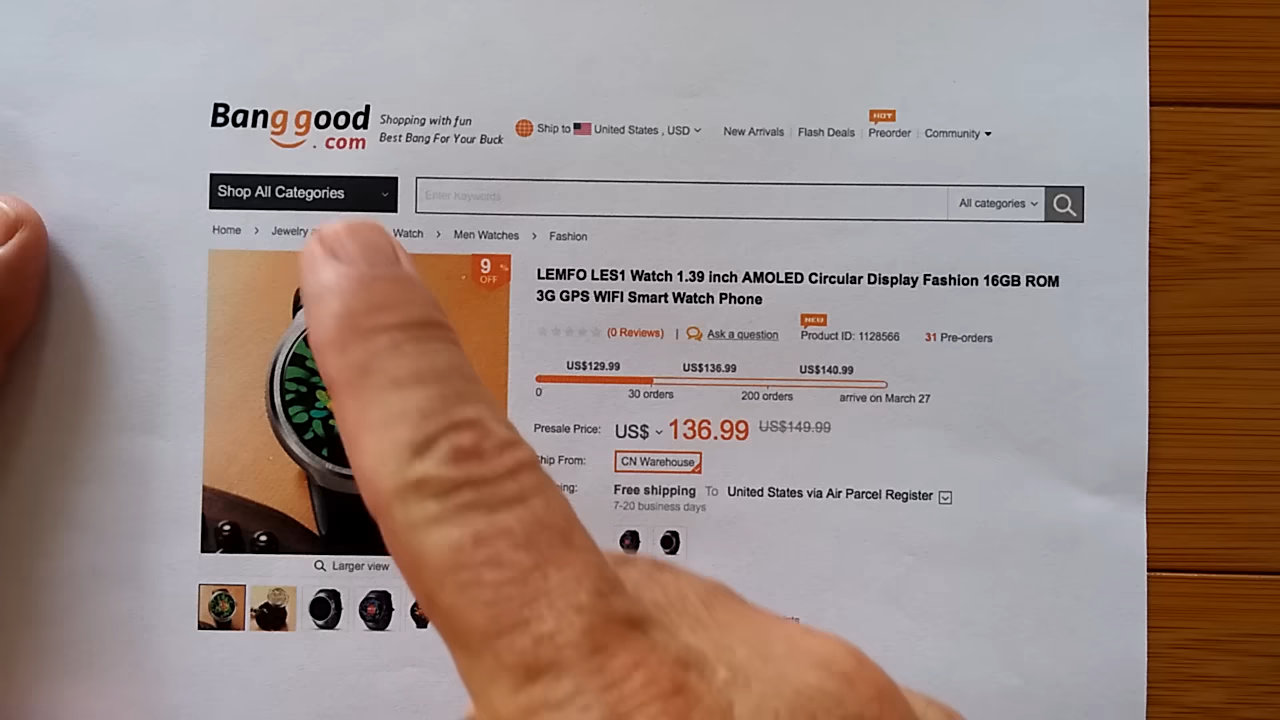 Banggood
.com
Shopping with fun
Best Bang For Your Buck
Ship to United States , USD
New Arrivals
Flash Deals
HOT
Preorder
Community
Shop All Categories
Enter Keywords
All categories
Home > Jewelry Watch > Men Watches > Fashion
9 %
OFF
LEMFO LES1 Watch 1.39 inch AMOLED Circular Display Fashion 16GB ROM
3G GPS WIFI Smart Watch Phone
(0 Reviews) | Ask a question
NEW
Product ID: 1128566
31 Pre-orders
US$129.99 US$136.99 US$140.99
0 30 orders 200 orders arrive on March 27
Presale Price: US$ 136.99 US$149.99
Ship From: CN Warehouse
Free shipping To United States via Air Parcel Register
7-20 business days
Larger view